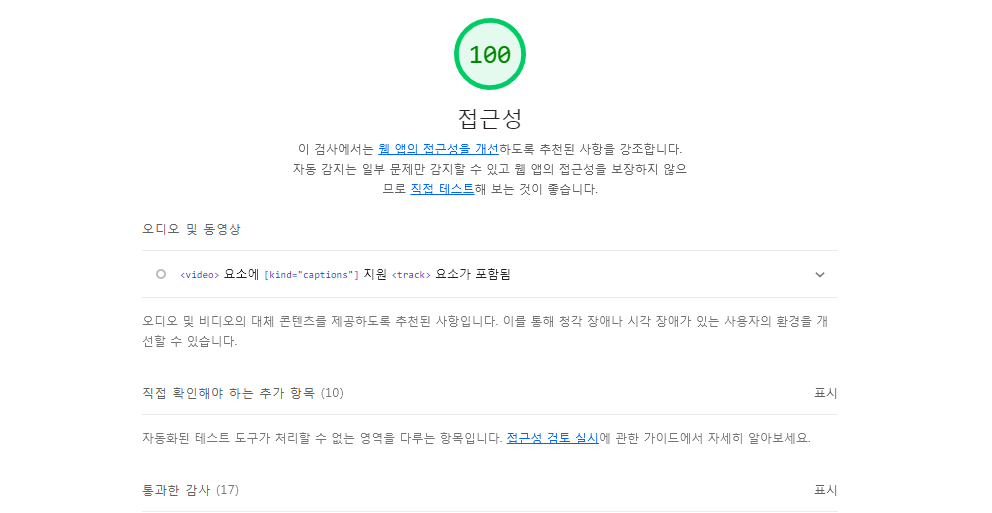 100
접근성
이 검사에서는 웹 앱의 접근성을 개선하도록 추천된 사항을 강조합니다.
자동 감지는 일부 문제만 감지할 수 있고 웹 앱의 접근성을 보장하지 않으
므로 직접 테스트해 보는 것이 좋습니다.
오디오 및 동영상
<video> 요소에 [kind="captions"] 지원 <track> 요소가 포함됨
오디오 및 비디오의 대체 콘텐츠를 제공하도록 추천된 사항입니다. 이를 통해 청각 장애나 시각 장애가 있는 사용자의 환경을 개
선할 수 있습니다.
직접 확인해야 하는 추가 항목 (10) 표시
자동화된 테스트 도구가 처리할 수 없는 영역을 다루는 항목입니다. 접근성 검토 실시에 관한 가이드에서 자세히 알아보세요.
통과한 감사 (17) 표시